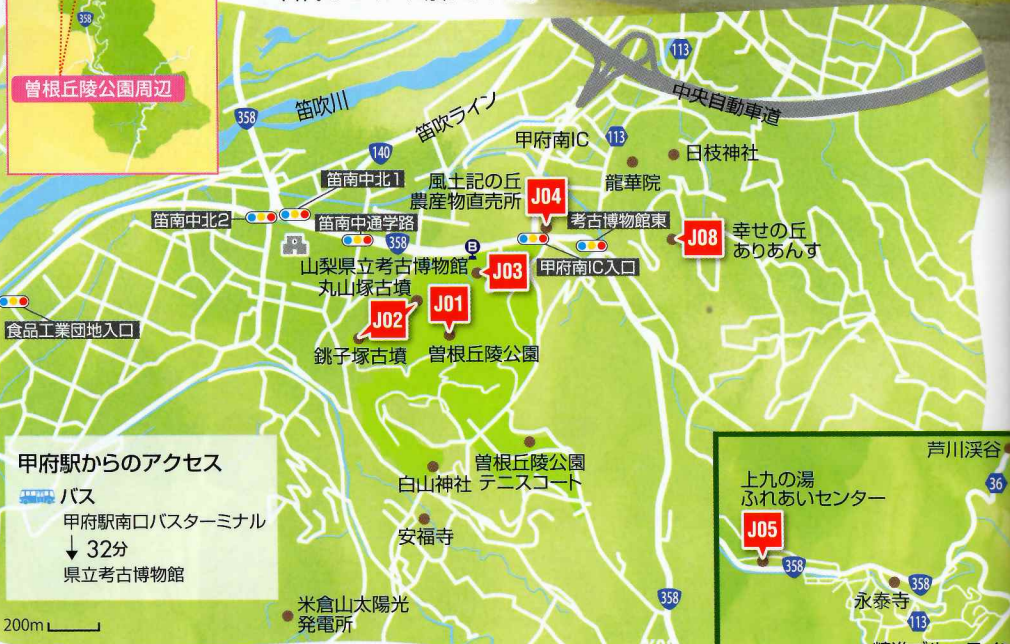 358
曽根丘陵公園周辺
358
笛吹川
笛吹ライン
113
中央自動車道
140
甲府南IC
113
日枝神社
龍華院
笛南中北1
風土記の丘
農産物直売所
J04
笛南中北2
笛南中通学路
358
考古博物館東
J08
幸せの丘
ありあんす
B
山梨県立考古博物館
J03
甲府南IC入口
丸山塚古墳
J01
J02
食品工業団地入口
銚子塚古墳
曽根丘陵公園
曽根丘陵公園
テニスコート
白山神社
安福寺
甲府駅からのアクセス
バス
甲府駅南口バスターミナル
↓ 32分
県立考古博物館
米倉山太陽光
発電所
358
200m
芦川渓谷
36
上九の湯
ふれあいセンター
J05
358
永泰寺
358
113